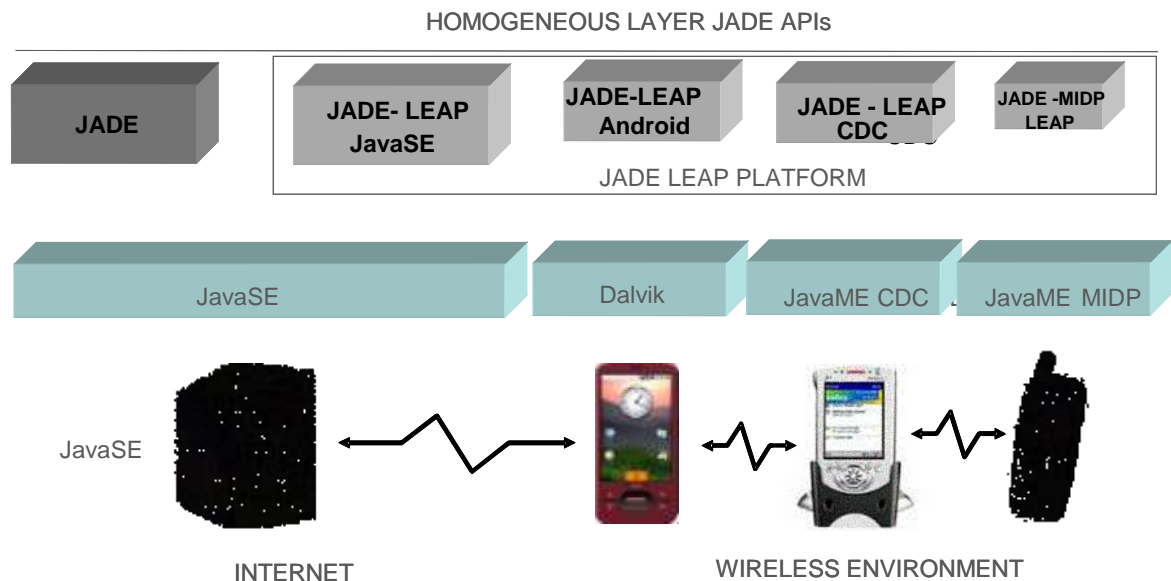 HOMOGENEOUS LAYER JADE APIs
JADE
JADE- LEAP
JavaSE
JADE-LEAP
Android
JADE - LEAP
CDC
JADE -MIDP
LEAP
JADE LEAP PLATFORM
JavaSE
Dalvik
JavaME CDC
JavaME MIDP
JavaSE
INTERNET
WIRELESS ENVIRONMENT